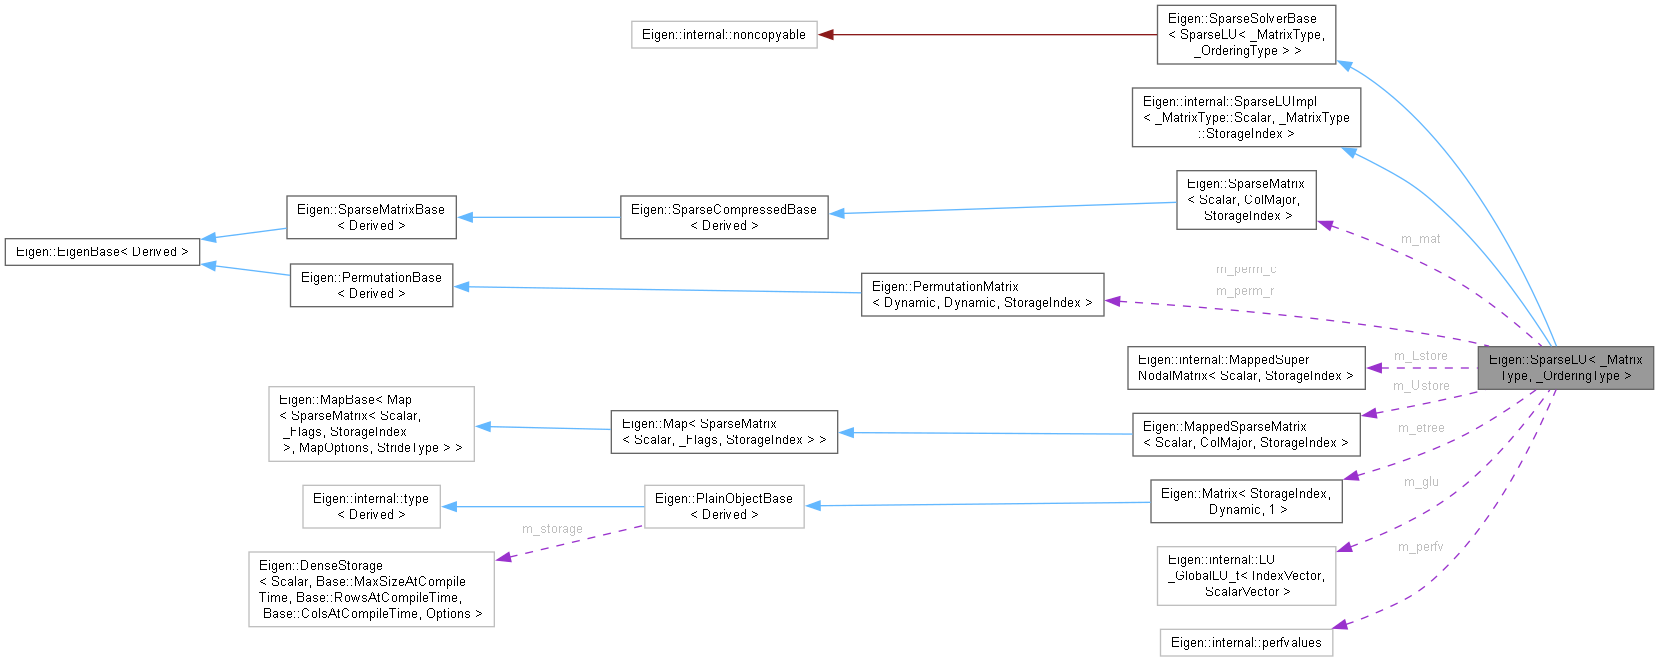 Eigen::internal::noncopyable
Eigen::SparseSolverBase
< SparseLU< _MatrixType,
_OrderingType > >
Eigen::internal::SparseLUImpl
< _MatrixType::Scalar, _MatrixType
::StorageIndex >
Eigen::SparseMatrix
< Scalar, ColMajor,
StorageIndex >
Eigen::SparseMatrixBase
< Derived >
Eigen::SparseCompressedBase
< Derived >
m_mat
Eigen::EigenBase< Derived >
Eigen::PermutationBase
< Derived >
Eigen::PermutationMatrix
< Dynamic, Dynamic, StorageIndex >
m_perm_c
m_perm_r
Eigen::internal::MappedSuper
NodalMatrix< Scalar, StorageIndex >
m_Lstore
Eigen::SparseLU< _Matrix
Type, _OrderingType >
m_Ustore
Eigen::MapBase< Map
< SparseMatrix< Scalar,
_Flags, StorageIndex
>, MapOptions, StrideType > >
Eigen::Map< SparseMatrix
< Scalar, _Flags, StorageIndex > >
Eigen::MappedSparseMatrix
< Scalar, ColMajor, StorageIndex >
m_etree
Eigen::internal::type
< Derived >
Eigen::PlainObjectBase
< Derived >
Eigen::Matrix< StorageIndex,
Dynamic, 1 >
m_glu
m_storage
Eigen::DenseStorage
< Scalar, Base::MaxSizeAtCompile
Time, Base::RowsAtCompileTime,
Base::ColsAtCompileTime, Options >
Eigen::internal::LU
_GlobalLU_t< IndexVector,
ScalarVector >
m_perfv
Eigen::internal::perfvalues